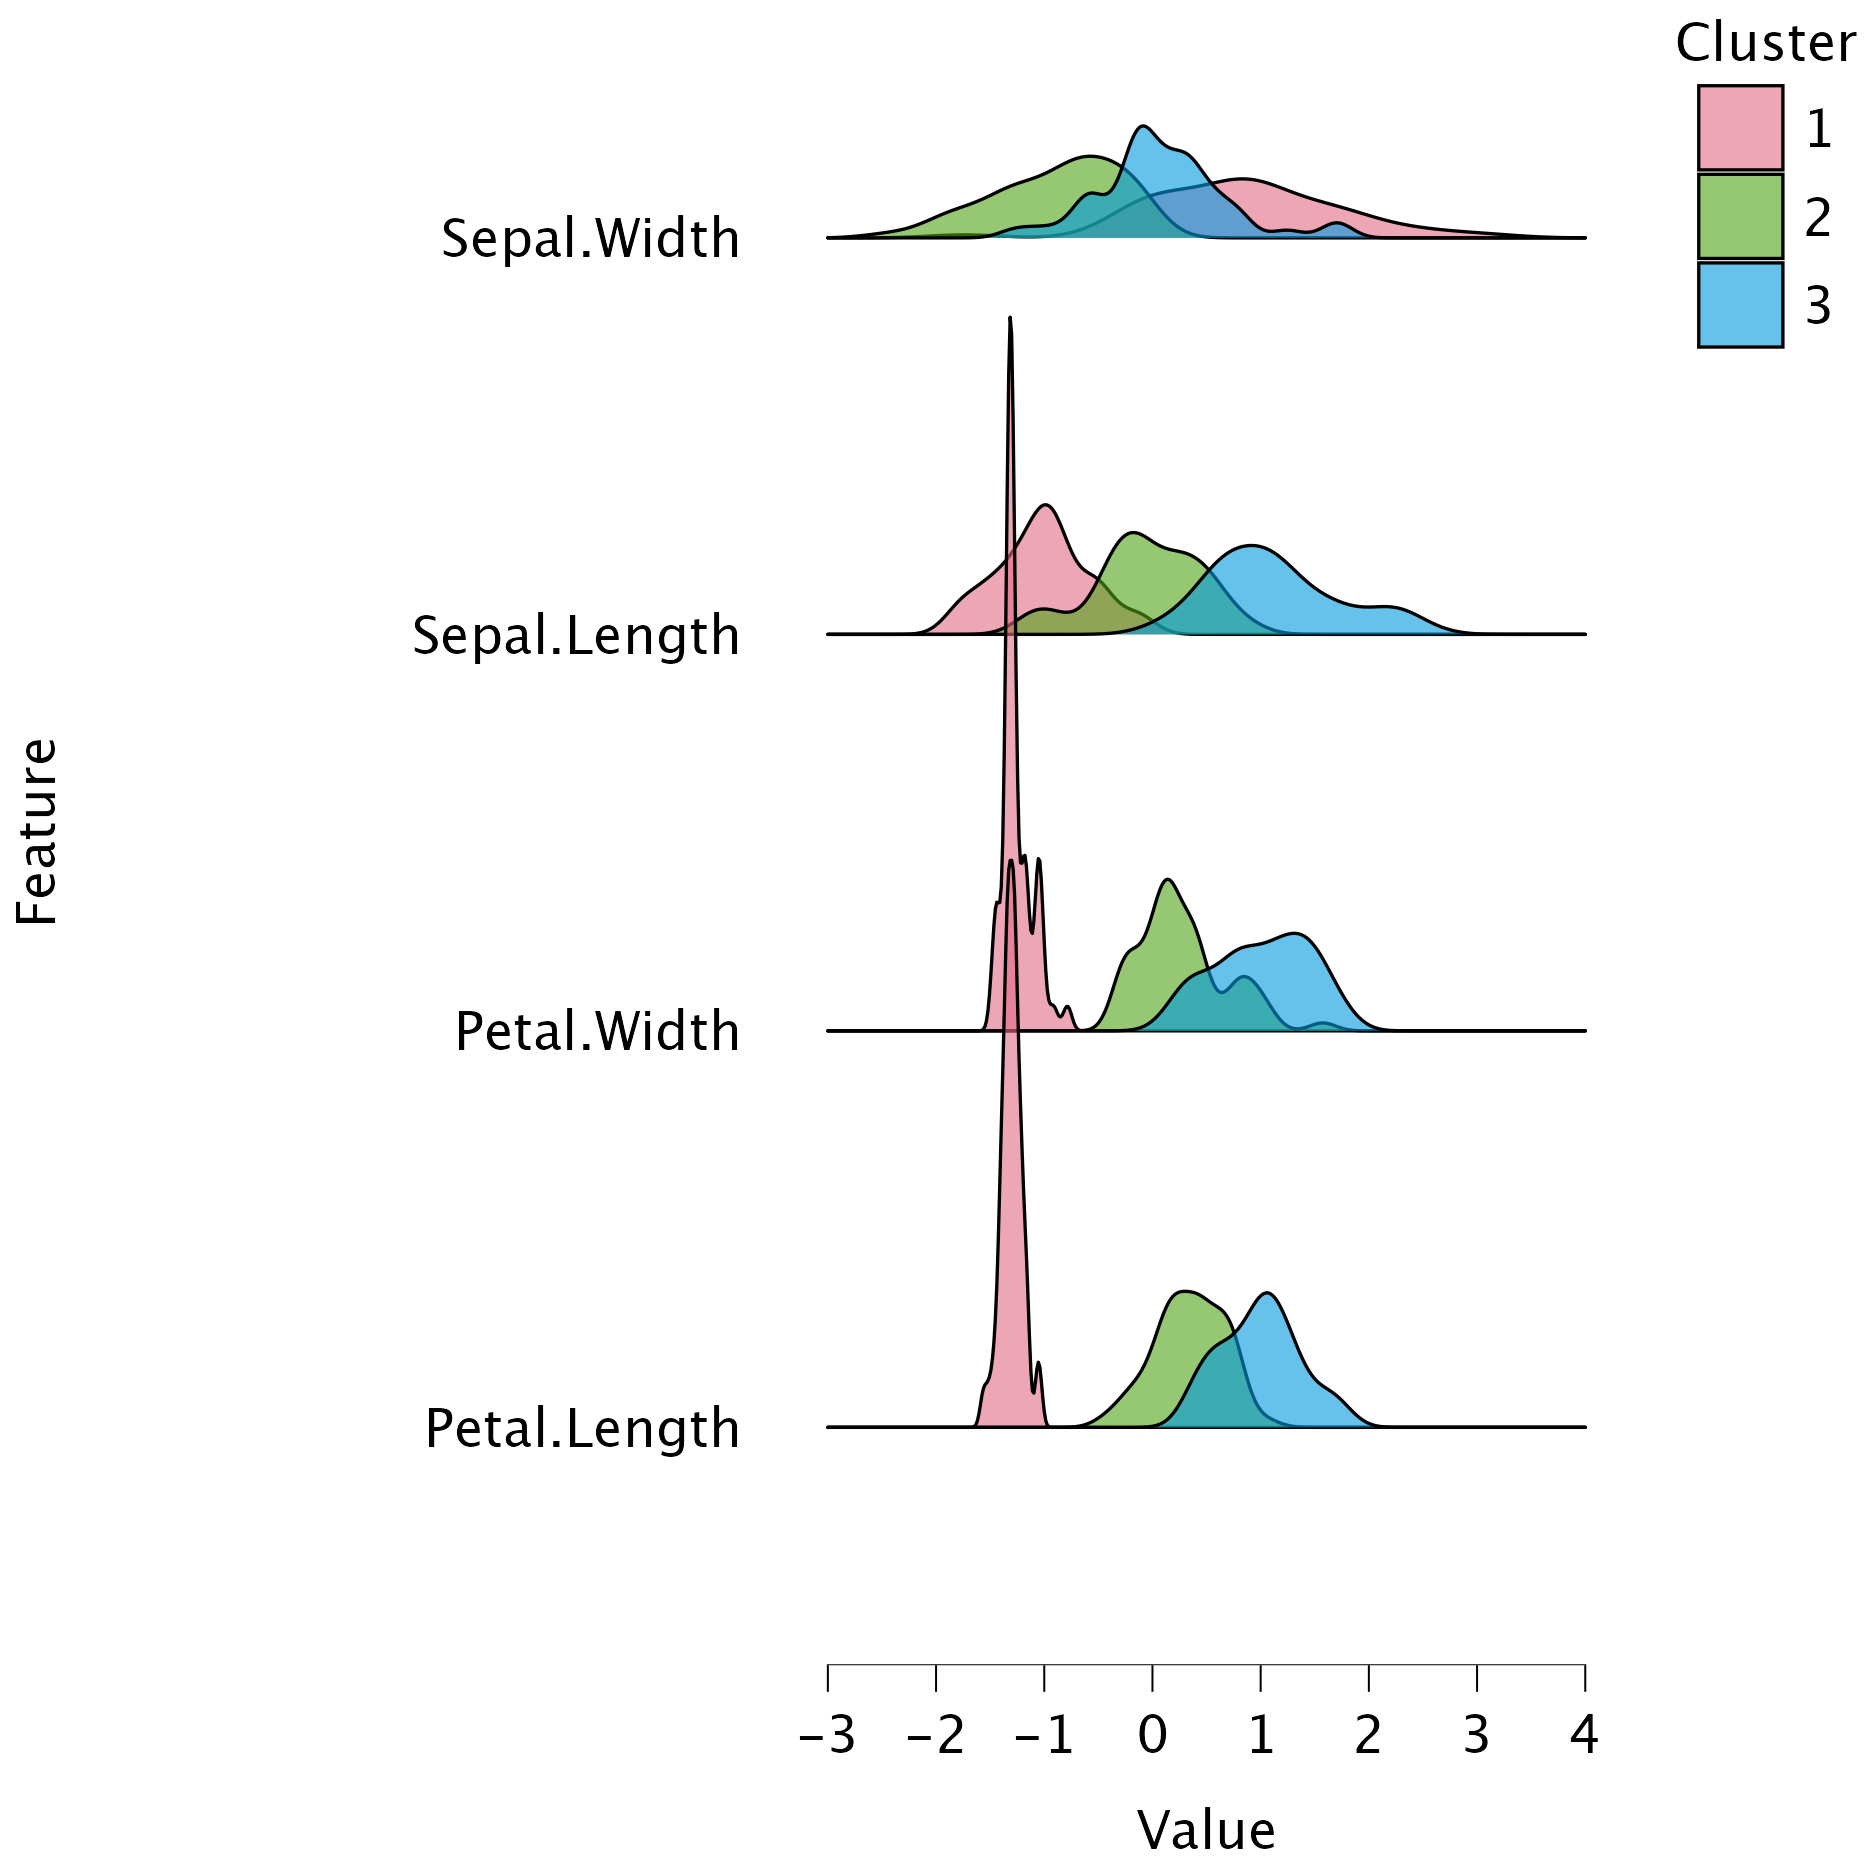 Cluster
1
2
3
Sepal.Width
Sepal.Length
Petal.Width
Petal.Length
Feature
−3 −2 −1 0 1 2 3 4
Value